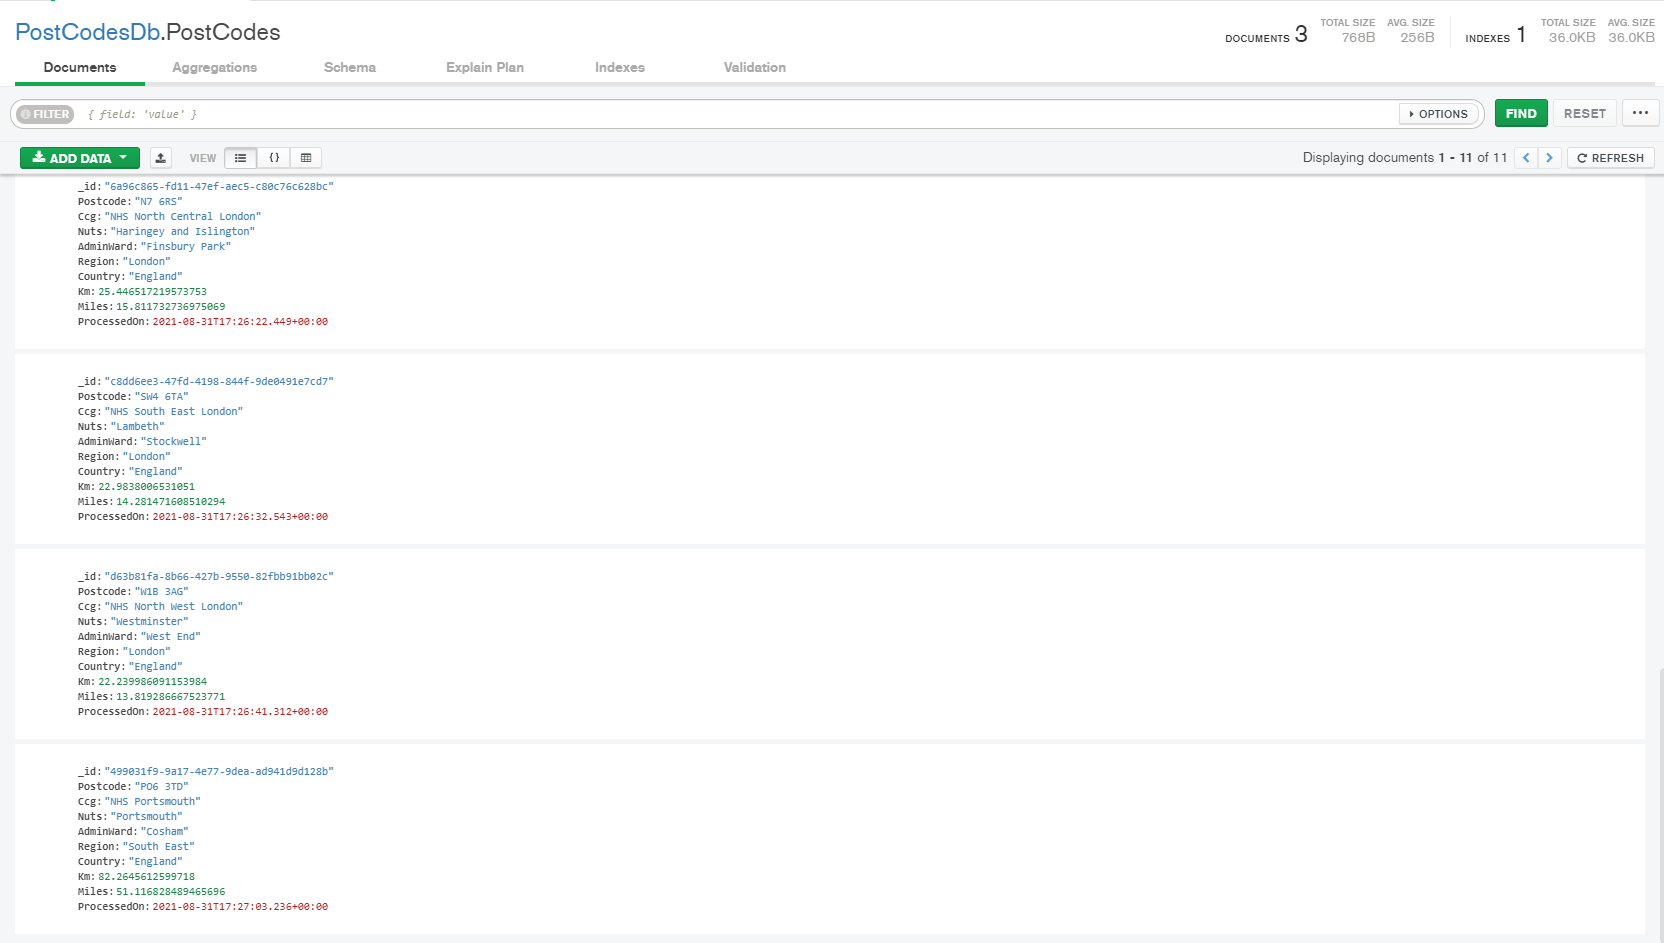 PostCodesDb.PostCodes
DOCUMENTS 3 TOTAL SIZE 768B AVG. SIZE 256B INDEXES 1 TOTAL SIZE 36.0KB AVG. SIZE 36.0KB
Documents Aggregations Schema Explain Plan Indexes Validation
FILTER { field: 'value' } OPTIONS FIND RESET ...
ADD DATA VIEW {} Displaying documents 1 - 11 of 11 < > REFRESH
_id: "6a96c865-fd11-47ef-aec5-c80c76c628bc"
Postcode: "N7 6RS"
Ccg: "NHS North Central London"
Nuts: "Haringey and Islington"
AdminWard: "Finsbury Park"
Region: "London"
Country: "England"
Km: 25.446517219573753
Miles: 15.811732736975069
ProcessedOn: 2021-08-31T17:26:22.449+00:00
_id: "c8dd6ee3-47fd-4198-844f-9de0491e7cd7"
Postcode: "SW4 6TA"
Ccg: "NHS South East London"
Nuts: "Lambeth"
AdminWard: "Stockwell"
Region: "London"
Country: "England"
Km: 22.9838006531051
Miles: 14.281471608510294
ProcessedOn: 2021-08-31T17:26:32.543+00:00
_id: "d63b81fa-8b66-427b-9550-82fbb91bb02c"
Postcode: "W1B 3AG"
Ccg: "NHS North West London"
Nuts: "Westminster"
AdminWard: "West End"
Region: "London"
Country: "England"
Km: 22.239986091153984
Miles: 13.819286667523771
ProcessedOn: 2021-08-31T17:26:41.312+00:00
_id: "499031f9-9a17-4e77-9dea-ad941d9d128b"
Postcode: "PO6 3TD"
Ccg: "NHS Portsmouth"
Nuts: "Portsmouth"
AdminWard: "Cosham"
Region: "South East"
Country: "England"
Km: 82.2645612599718
Miles: 51.116828489465696
ProcessedOn: 2021-08-31T17:27:03.236+00:00